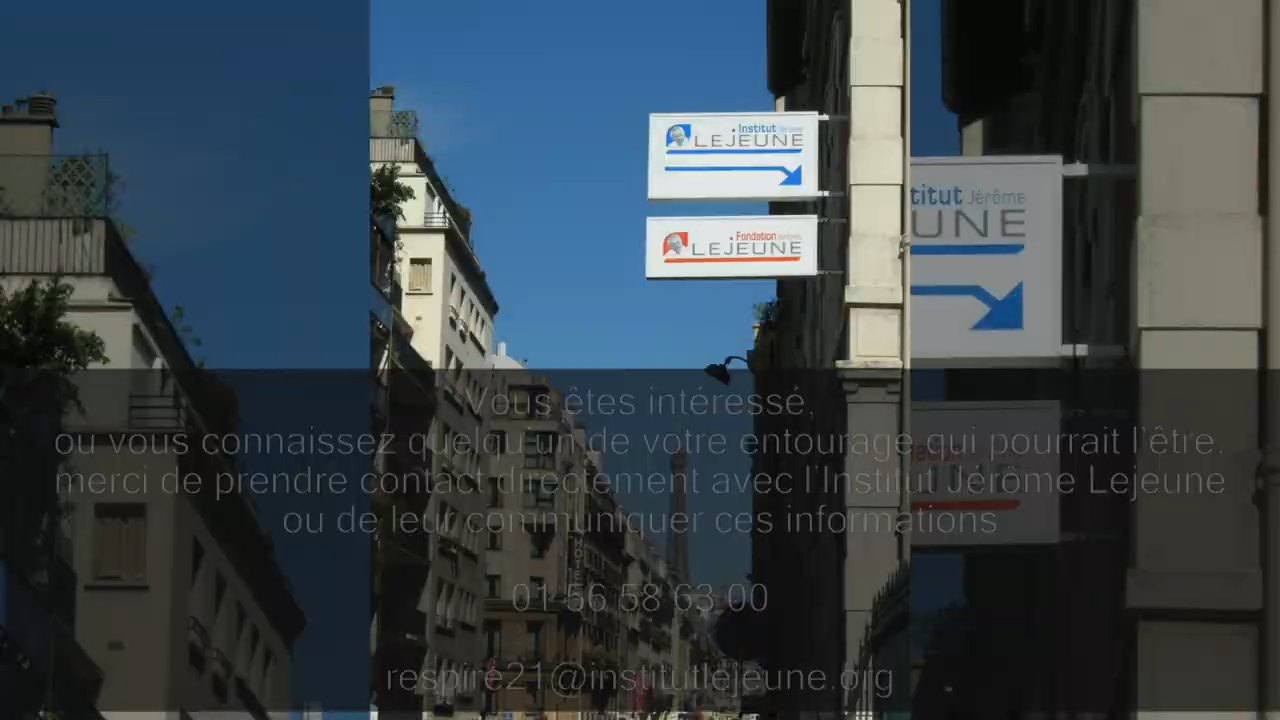 Institut Jérôme
LEJEUNE
Fondation
LEJEUNE
titut Jérôme
UNE
Vous êtes intéressé,
ou vous connaissez quelqu'un de votre entourage qui pourrait l'être.
merci de prendre contact directement avec l'Institut Jérôme Lejeune
ou de leur communiquer ces informations
01 56 58 63 00
respire21@institutlejeune.org
HOTEL